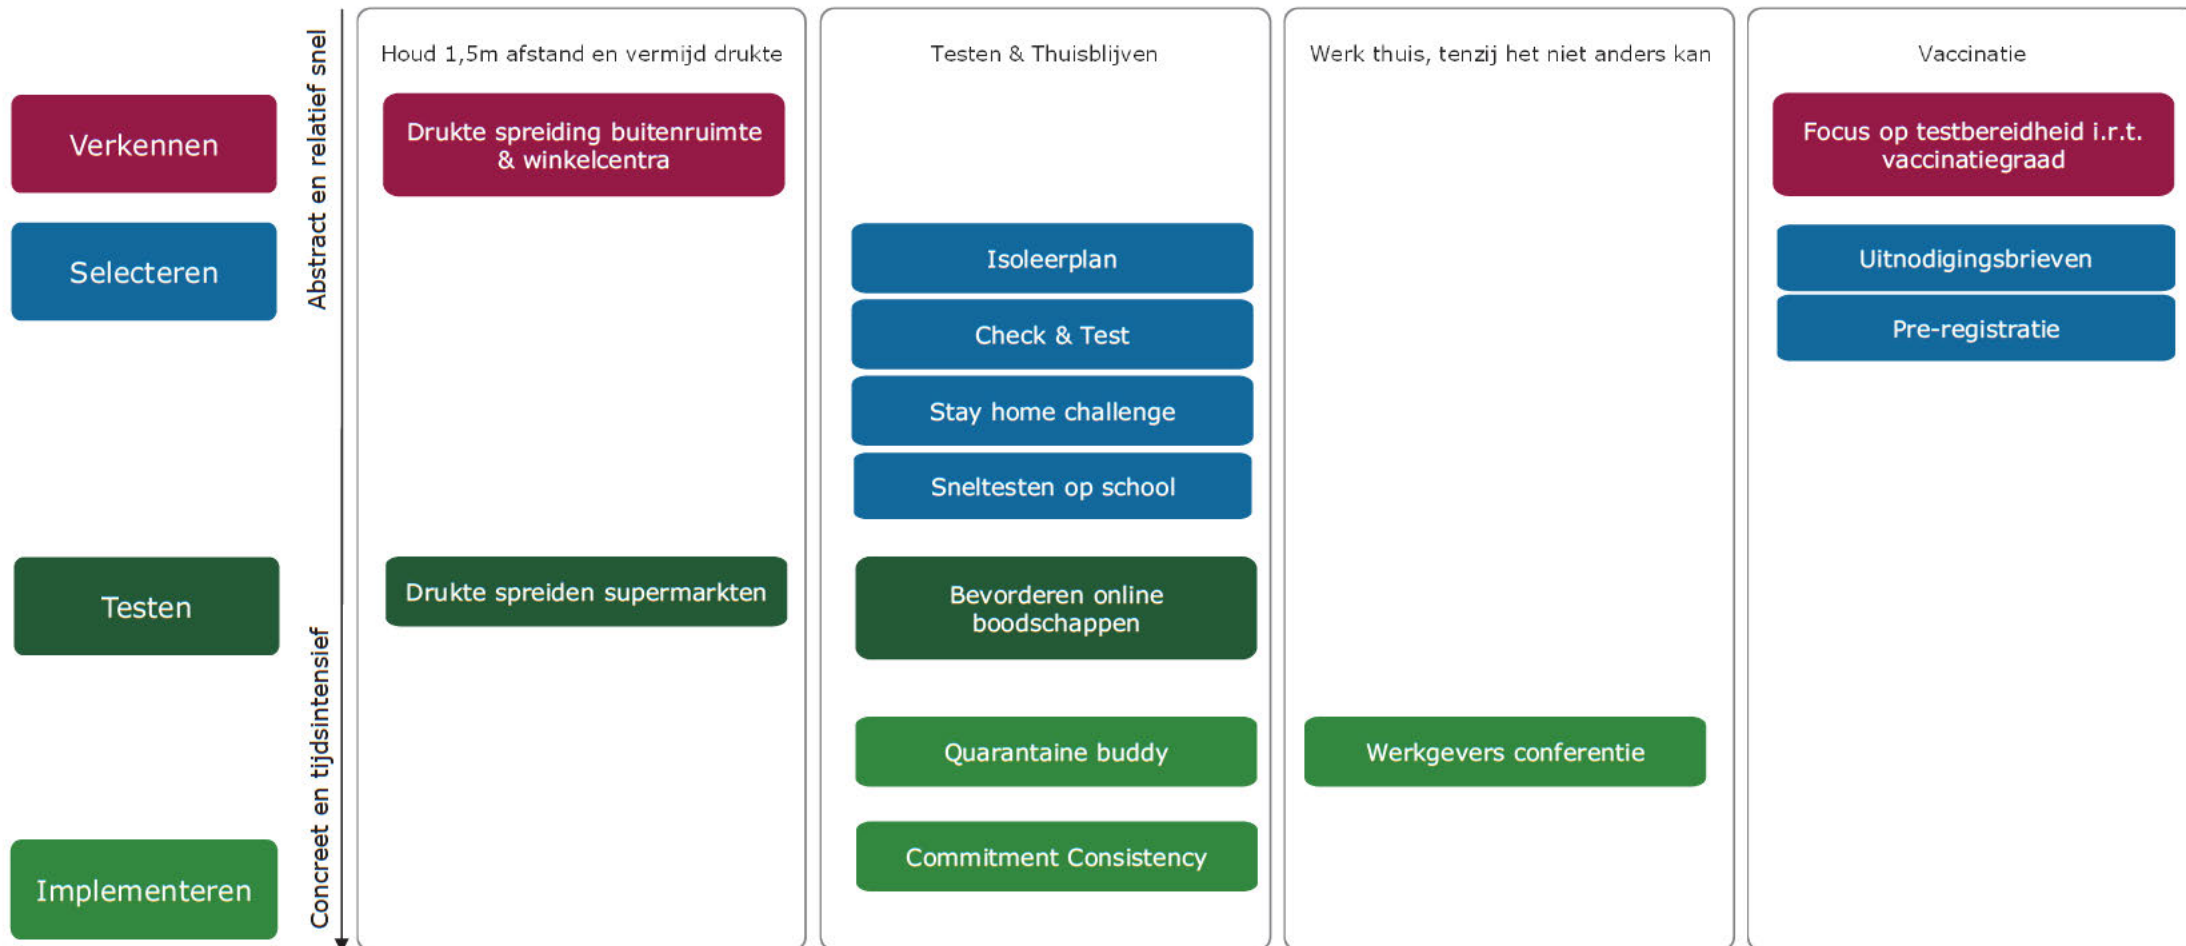 Houd 1,5m afstand en vermijd drukte
Testen & Thuisblijven
Werk thuis, tenzij het niet anders kan
Vaccinatie
Abstract en relatief snel
Concreet en tijdsintensief
Verkennen
Drukte spreiding buitenruimte
& winkelcentra
Focus op testbereidheid i.r.t.
vaccinatiegraad
Selecteren
Isoleerplan
Uitnodigingsbrieven
Check & Test
Pre-registratie
Stay home challenge
Sneltesten op school
Testen
Drukte spreiden supermarkten
Bevorderen online
boodschappen
Quarantaine buddy
Werkgevers conferentie
Implementeren
Commitment Consistency